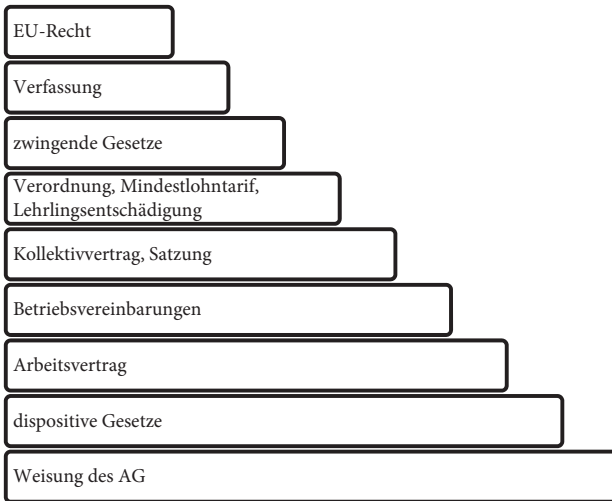 EU-Recht
Verfassung
zwingende Gesetze
Verordnung, Mindestlohntarif,
Lehrlingsentschädigung
Kollektivvertrag, Satzung
Betriebsvereinbarungen
Arbeitsvertrag
dispositive Gesetze
Weisung des AG